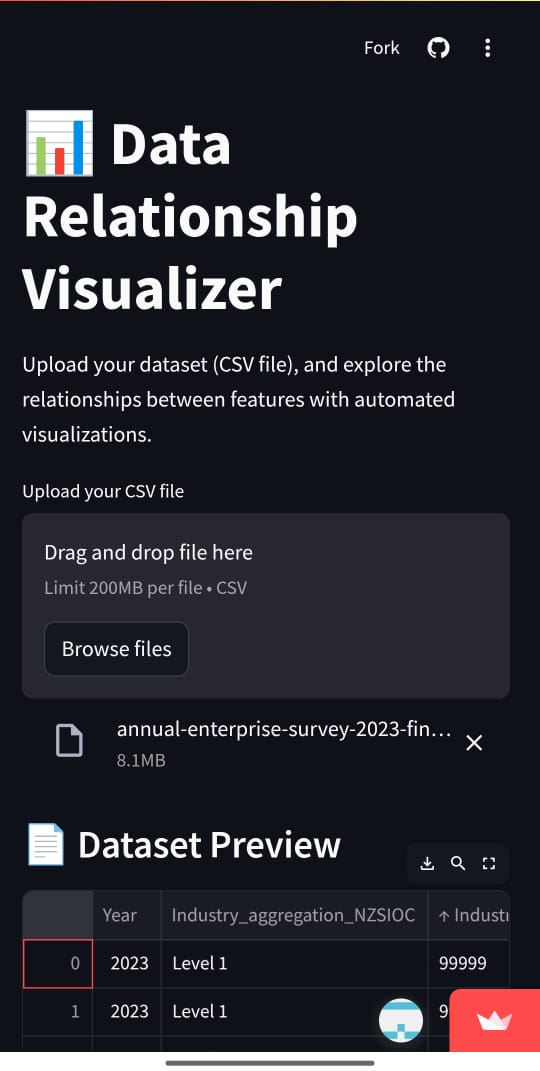 Fork
Data
Relationship
Visualizer
Upload your dataset (CSV file), and explore the
relationships between features with automated
visualizations.
Upload your CSV file
Drag and drop file here
Limit 200MB per file • CSV
Browse files
annual-enterprise-survey-2023-fin...
8.1MB
Dataset Preview
Year Industry_aggregation_NZSIOC ↑ Industr
0 2023 Level 1 99999
1 2023 Level 1 9